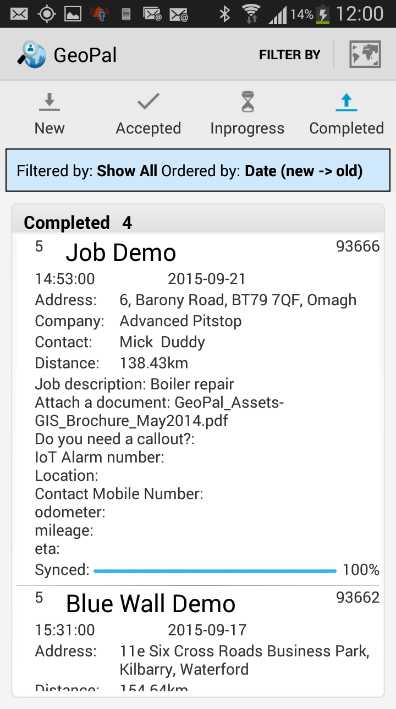 14% 12:00
GeoPal FILTER BY
New Accepted Inprogress Completed
Filtered by: Show All Ordered by: Date (new -> old)
Completed 4
5 Job Demo 93666
14:53:00 2015-09-21
Address: 6, Barony Road, BT79 7QF, Omagh
Company: Advanced Pitstop
Contact: Mick Duddy
Distance: 138.43km
Job description: Boiler repair
Attach a document: GeoPal_Assets-
GIS_Brochure_May2014.pdf
Do you need a callout?:
IoT Alarm number:
Location:
Contact Mobile Number:
odometer:
mileage:
eta:
Synced: 100%
5 Blue Wall Demo 93662
15:31:00 2015-09-17
Address: 11e Six Cross Roads Business Park,
Kilbarry, Waterford
Distance: 154.64km